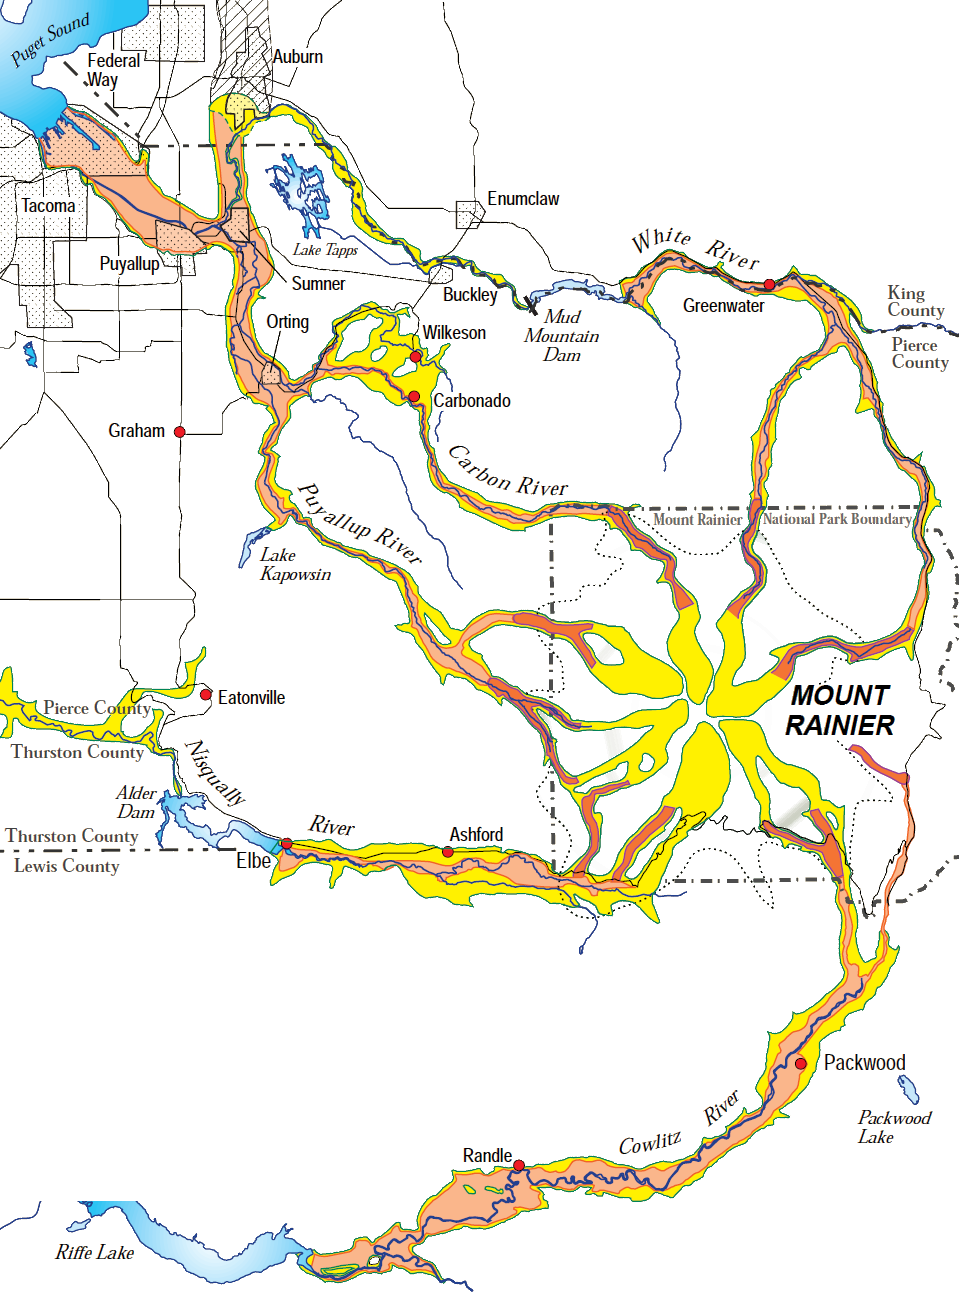 Puget Sound
Federal
Way
Auburn
Tacoma
Enumclaw
Lake Tapps
White River
Puyallup
Sumner
Buckley
Greenwater
King
County
Orting
Mud
Mountain
Dam
Wilkeson
Pierce
County
Carbonado
Graham
Carbon River
Puyallup River
Mount Rainier
National Park Boundary
Lake
Kapowsin
Eatonville
MOUNT
RAINIER
Pierce County
Thurston County
Nisqually
River
Alder
Dam
Thurston County
Lewis County
Elbe
Ashford
Packwood
Packwood
Lake
Cowlitz
River
Randle
Riffe Lake